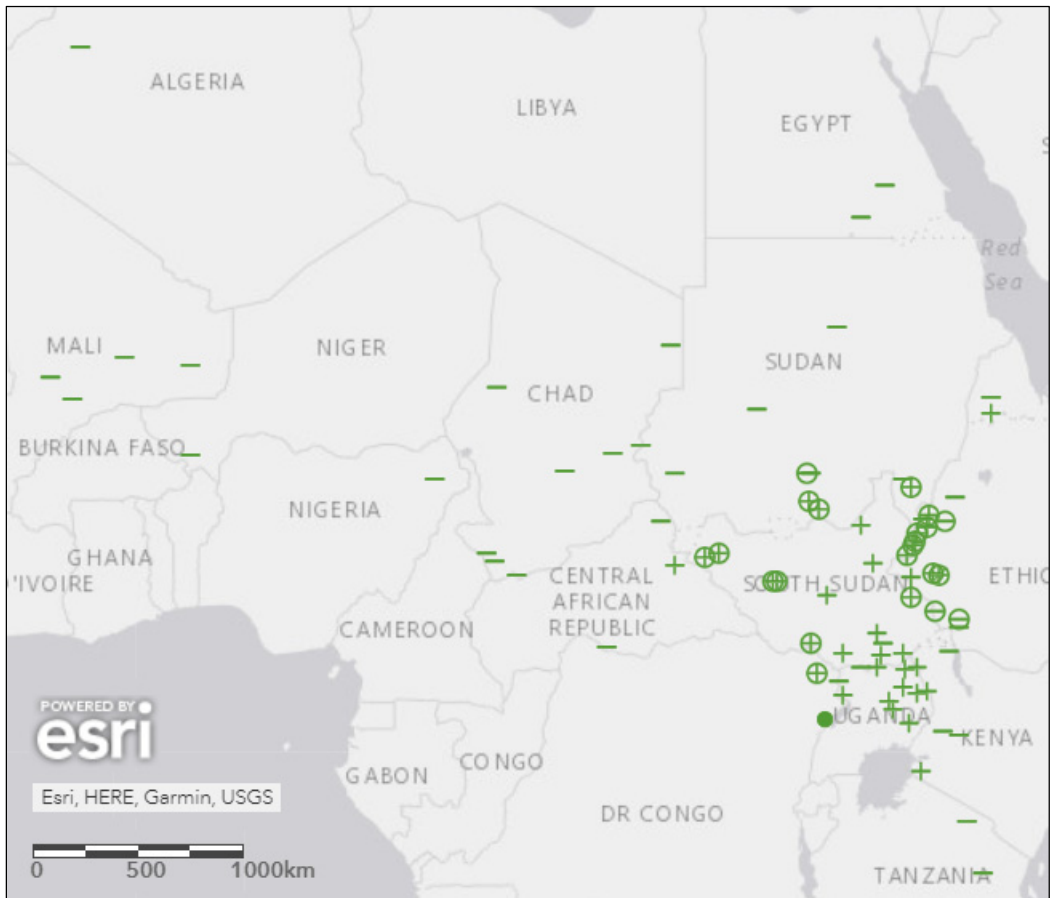 ALGERIA
LIBYA
EGYPT
S
Red
Sea
MALI
NIGER
SUDAN
CHAD
BURKINA FASO
NIGERIA
GHANA
D'IVOIRE
CENTRAL
AFRICAN
REPUBLIC
SOUTH SUDAN
ETHIO
CAMEROON
POWERED BY
esri
UGANDA
KENYA
GABON
CONGO
Esri, HERE, Garmin, USGS
DR CONGO
0 500 1000km
TANZANIA